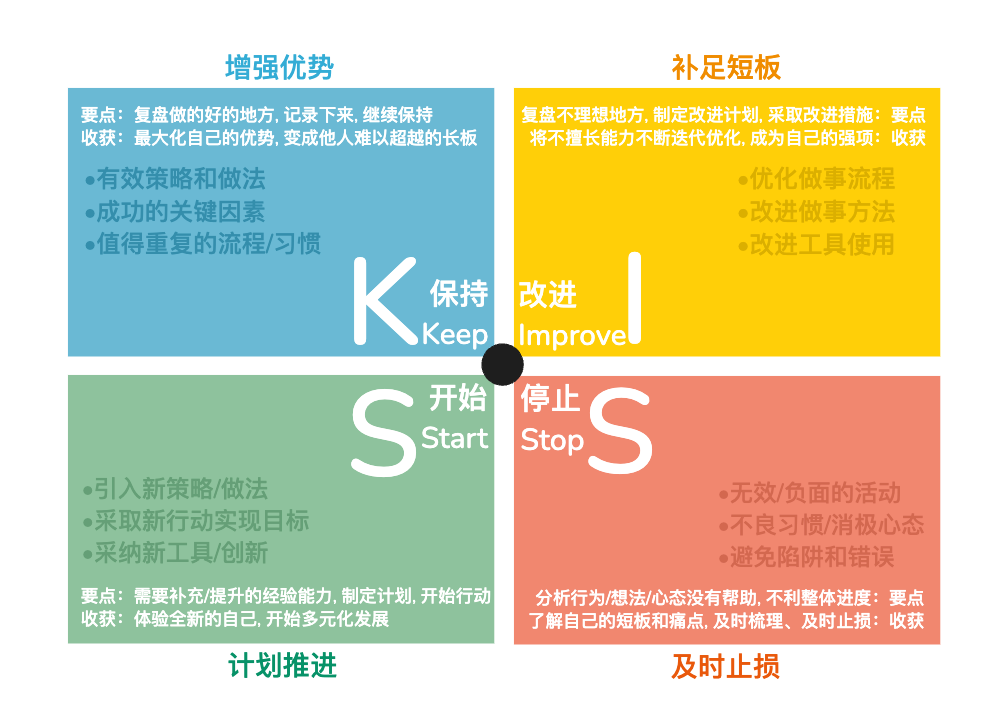 增强优势
要点：复盘做的好的地方, 记录下来, 继续保持
收获：最大化自己的优势, 变成他人难以超越的长板
•有效策略和做法
•成功的关键因素
•值得重复的流程/习惯
K
保持
Keep
补足短板
复盘不理想地方, 制定改进计划, 采取改进措施：要点
将不擅长能力不断迭代优化, 成为自己的强项：收获
•优化做事流程
•改进做事方法
•改进工具使用
改进
Improve
I
开始
Start
S
•引入新策略/做法
•采取新行动实现目标
•采纳新工具/创新
要点：需要补充/提升的经验能力, 制定计划, 开始行动
收获：体验全新的自己, 开始多元化发展
计划推进
停止
Stop
S
•无效/负面的活动
•不良习惯/消极心态
•避免陷阱和错误
分析行为/想法/心态没有帮助, 不利整体进度：要点
了解自己的短板和痛点, 及时梳理、及时止损：收获
及时止损